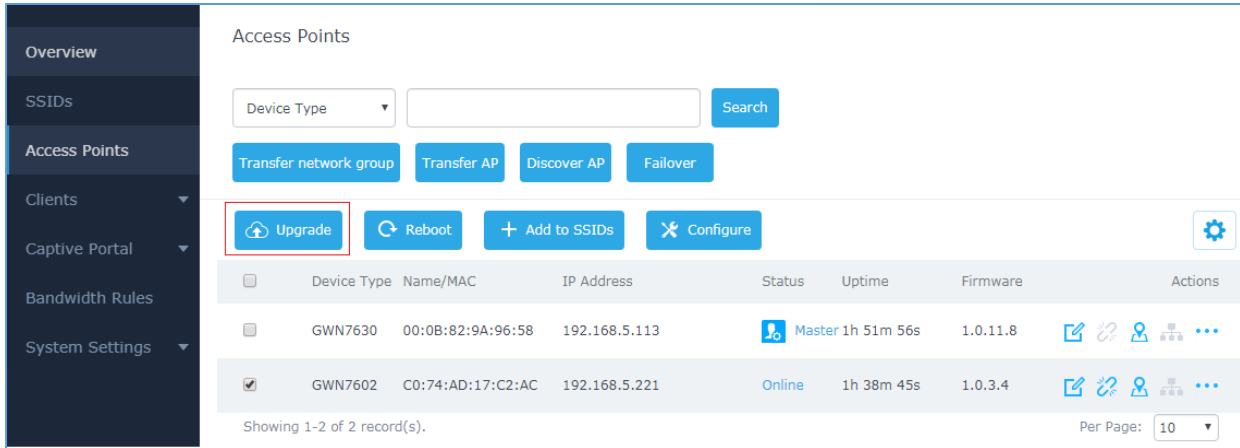 Overview
SSIDs
Access Points
Clients
Captive Portal
Bandwidth Rules
System Settings
Access Points
Device Type Search
Transfer network group Transfer AP Discover AP Failover
Upgrade Reboot + Add to SSIDs Configure
Device Type Name/MAC IP Address Status Uptime Firmware Actions
GWN7630 00:0B:82:9A:96:58 192.168.5.113 Master 1h 51m 56s 1.0.11.8
GWN7602 C0:74:AD:17:C2:AC 192.168.5.221 Online 1h 38m 45s 1.0.3.4
Showing 1-2 of 2 record(s). Per Page: 10